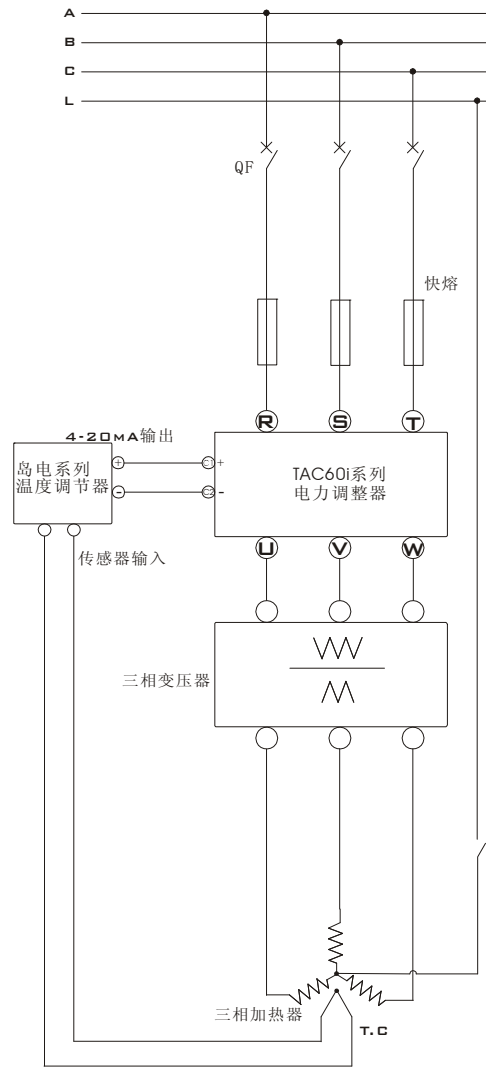 A
B
C
L
QF
快熔
R S T
4-20mA输出
岛电系列
温度调节器
+ C1 +
- C2 -
TAC60i系列
电力调整器
U V W
传感器输入
三相变压器
三相加热器
T.C